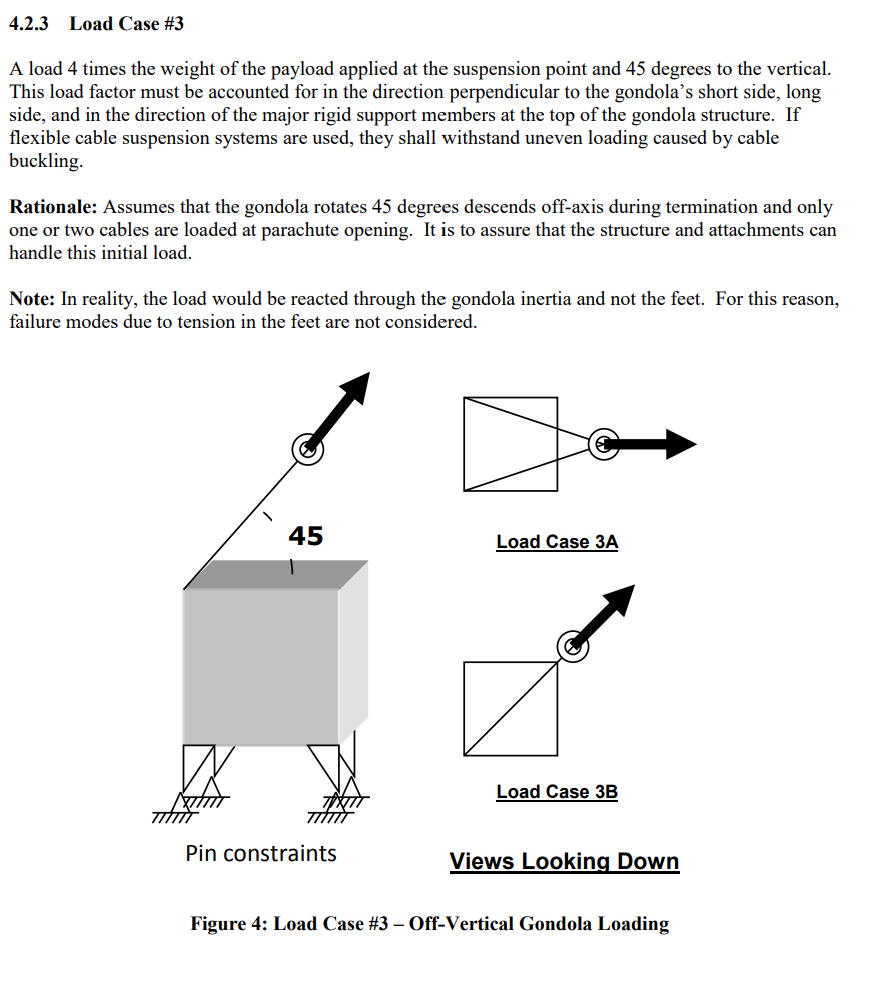 4.2.3 Load Case #3
A load 4 times the weight of the payload applied at the suspension point and 45 degrees to the vertical.
This load factor must be accounted for in the direction perpendicular to the gondola's short side, long
side, and in the direction of the major rigid support members at the top of the gondola structure. If
flexible cable suspension systems are used, they shall withstand uneven loading caused by cable
buckling.
Rationale: Assumes that the gondola rotates 45 degrees descends off-axis during termination and only
one or two cables are loaded at parachute opening. It is to assure that the structure and attachments can
handle this initial load.
Note: In reality, the load would be reacted through the gondola inertia and not the feet. For this reason,
failure modes due to tension in the feet are not considered.
45
Load Case 3A
Load Case 3B
Pin constraints
Views Looking Down
Figure 4: Load Case #3 – Off-Vertical Gondola Loading